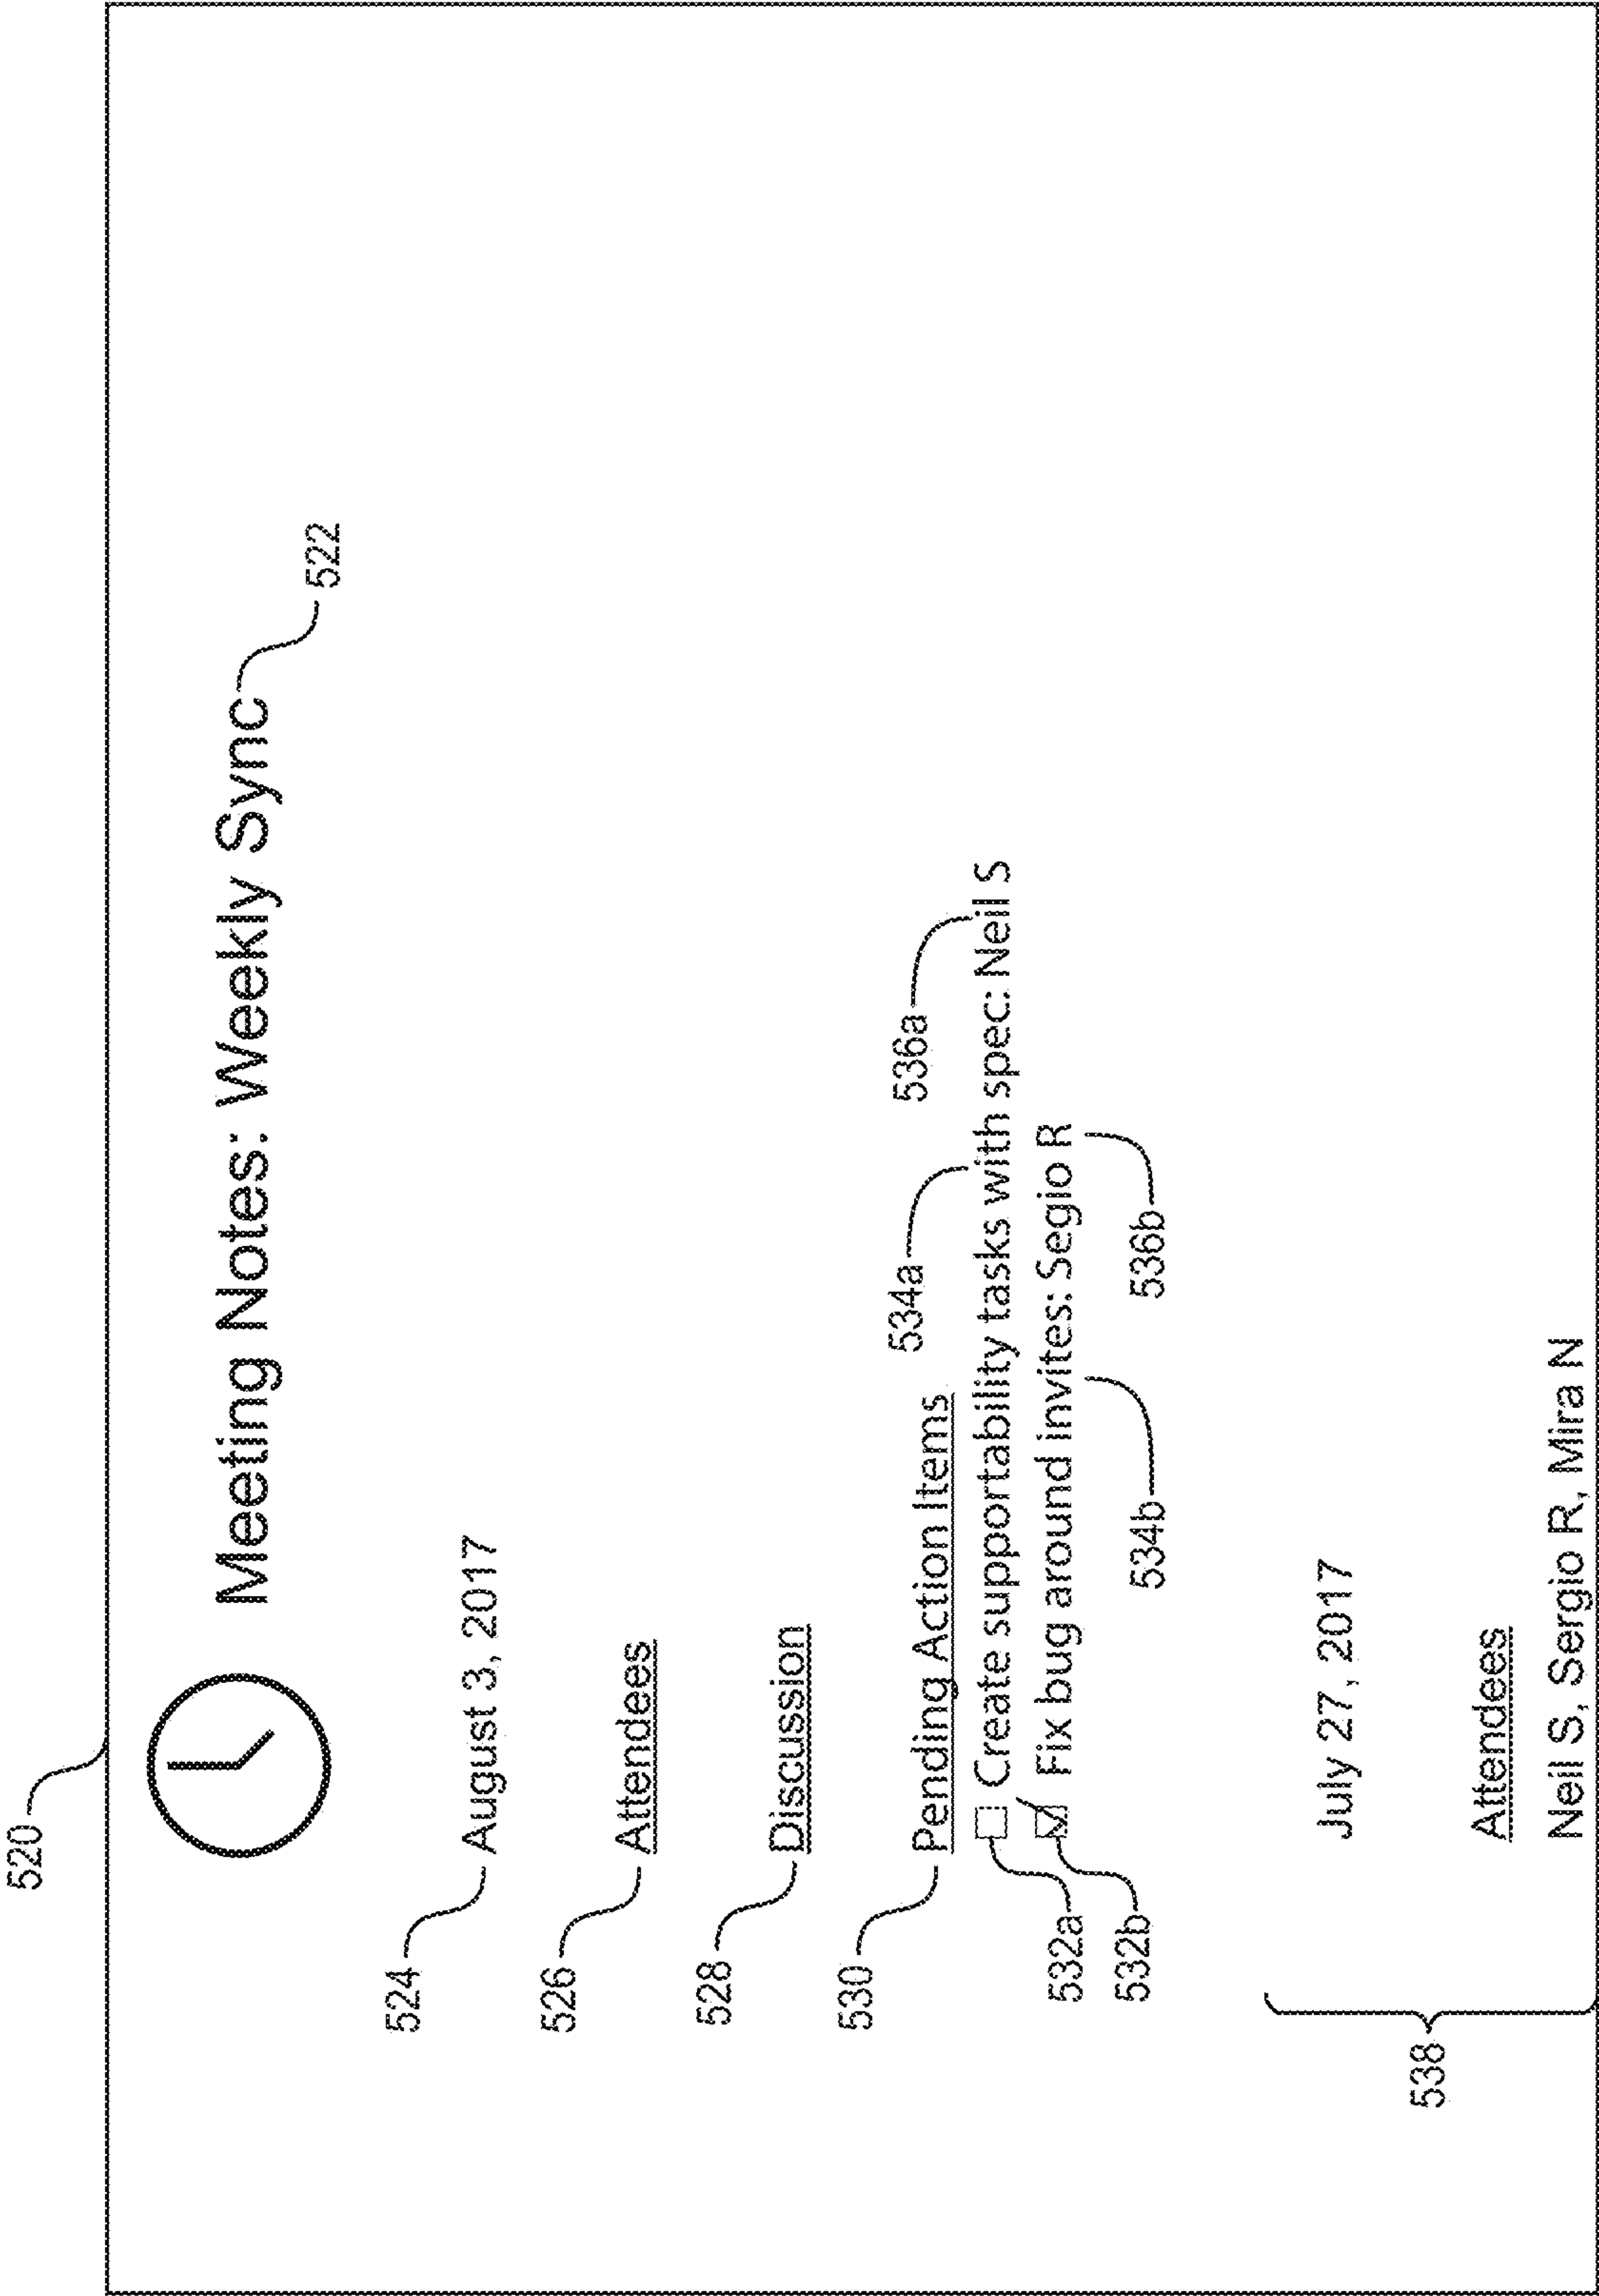 520
Meeting Notes: Weekly Sync
522
524
August 3, 2017
526
Attendees
528
Discussion
530
Pending Action Items
534a
536a
Create supportability tasks with spec: Neil S
Fix bug around invites: Segio R
532a
532b
534b
536b
July 27, 2017
538
Attendees
Neil S, Sergio R, Mira N